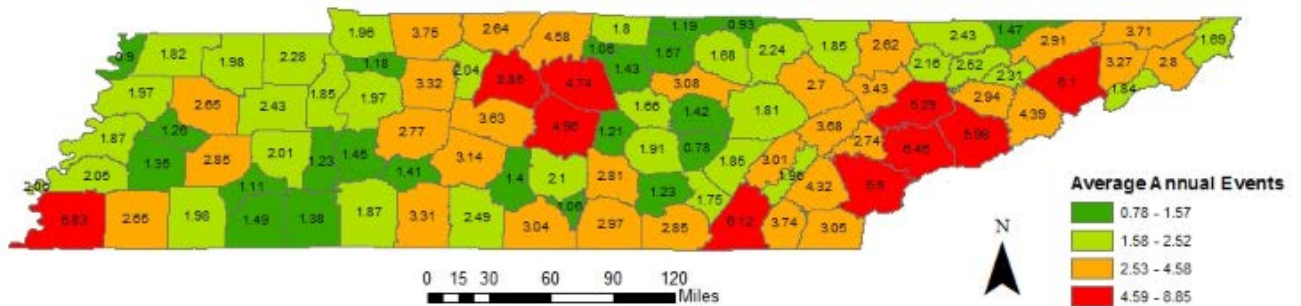 1.96 3.75 2.64 4.58 1.8 1.19 0.93
0.9 1.82 1.98 2.28 1.18 1.06 1.57 1.68 2.24 1.85 2.62 2.43 1.47 2.91 3.71 1.69
1.97 2.65 2.43 1.85 1.97 3.32 2.04 8.85 4.74 1.43 3.08 2.7 3.43 2.16 2.52 2.31 6.1 3.27 2.8
1.84
1.87 1.26 2.77 3.63 4.96 1.66 1.42 1.81 5.29 2.94 4.39
1.35 2.85 2.01 1.23 1.45 3.14 1.21 1.91 0.78 3.68 2.74 6.46 5.98
2.06 2.05 1.11 1.41 1.4 2.1 2.81 1.85 3.01 1.96
6.83 2.66 1.98 1.49 1.38 1.87 3.31 2.49 1.06 1.23 1.75 4.32
3.04 2.97 2.85 6.12 3.74 3.05
Average Annual Events
0.78 - 1.57
1.58 - 2.52
2.53 - 4.58
4.59 - 8.85
N
0 15 30 60 90 120
Miles